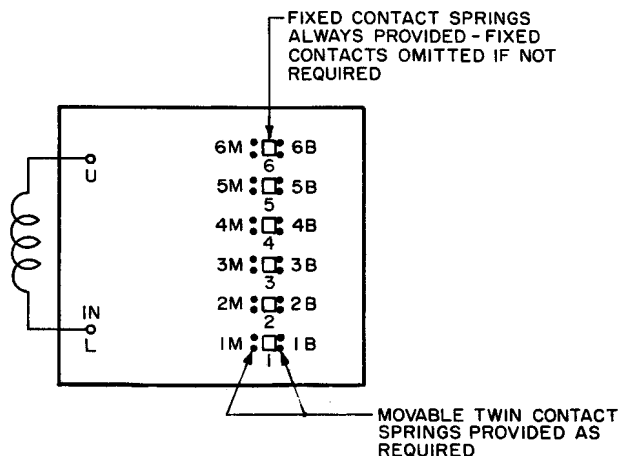 FIXED CONTACT SPRINGS
ALWAYS PROVIDED - FIXED
CONTACTS OMITTED IF NOT
REQUIRED
6M 6B
6
U
5M 5B
5
4M 4B
4
3M 3B
3
IN
2M 2B
2
L
1M 1B
1
MOVABLE TWIN CONTACT
SPRINGS PROVIDED AS
REQUIRED